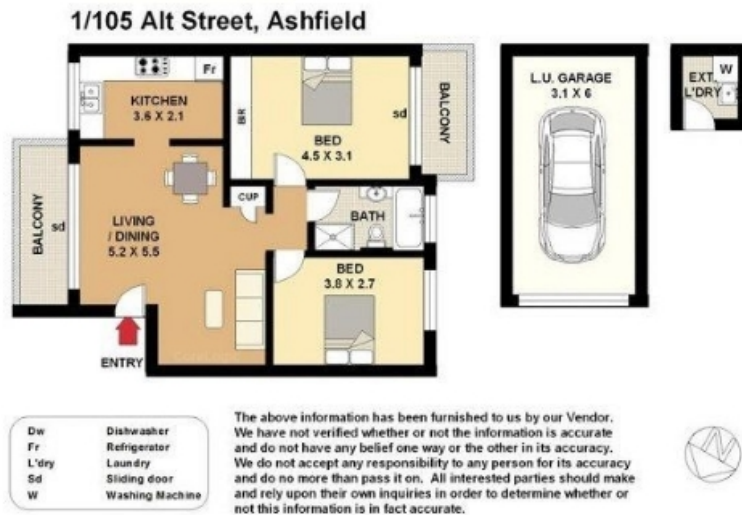 1/105 Alt Street, Ashfield
Fr
KITCHEN
3.6 X 2.1
BR
BED
4.5 X 3.1
sd
BALCONY
L.U. GARAGE
3.1 X 6
W
EXT.
L'DRY
BALCONY
sd
LIVING
/ DINING
5.2 X 5.5
CUP
BATH
BED
3.8 X 2.7
ENTRY
Dw Dishwasher
Fr Refrigerator
L'dry Laundry
Sd Sliding door
W Washing Machine
The above information has been furnished to us by our Vendor.
We have not verified whether or not the information is accurate
and do not have any belief one way or the other in its accuracy.
We do not accept any responsibility to any person for its accuracy
and do no more than pass it on. All interested parties should make
and rely upon their own inquiries in order to determine whether or
not this information is in fact accurate.
N